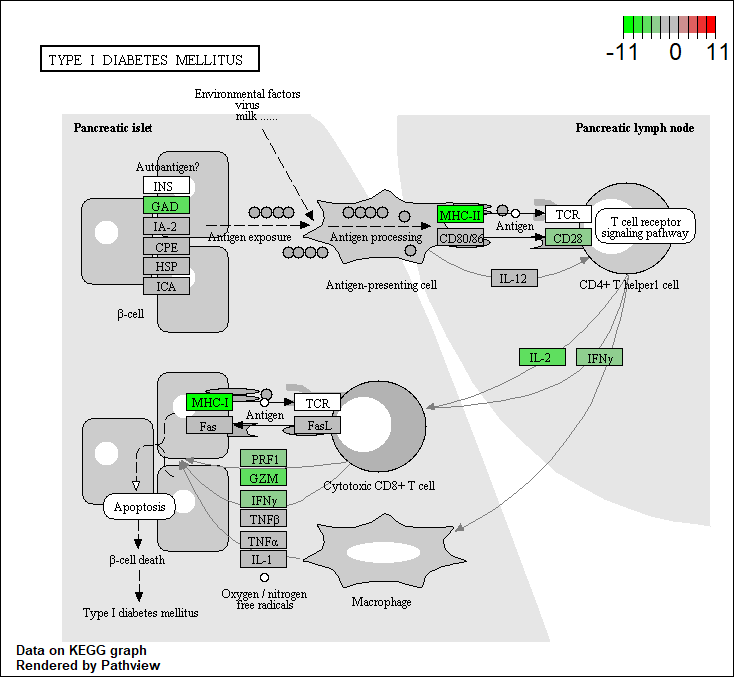 -11 0 11
TYPE I DIABETES MELLITUS
Environmental factors
virus
milk ......
Pancreatic islet
Pancreatic lymph node
Autoantigen?
INS
GAD
IA-2
CPE
HSP
ICA
β-cell
Antigen exposure
Antigen processing
MHC-II
CD80/86
Antigen
TCR
CD28
T cell receptor
signaling pathway
IL-12
Antigen-presenting cell
CD4+ T helper1 cell
IL-2
IFNγ
MHC-I
Fas
Antigen
TCR
FasL
PRF1
GZM
IFNγ
TNFβ
TNFα
IL-1
Cytotoxic CD8+ T cell
Apoptosis
β-cell death
Type I diabetes mellitus
Oxygen / nitrogen
free radicals
Macrophage
Data on KEGG graph
Rendered by Pathview